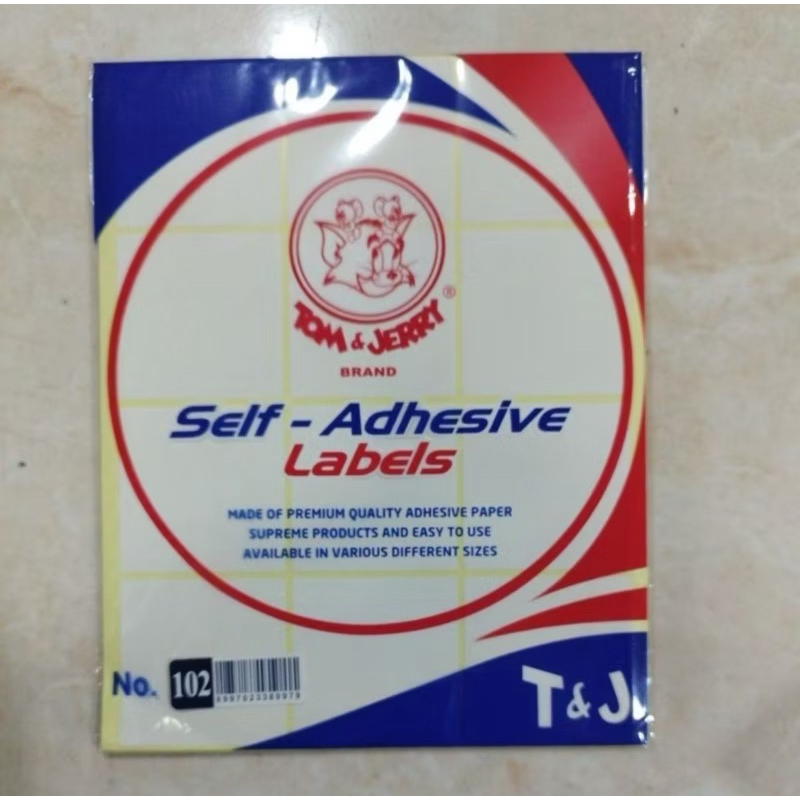 TOM & JERRY ®
BRAND
Self - Adhesive
Labels
MADE OF PREMIUM QUALITY ADHESIVE PAPER
SUPREME PRODUCTS AND EASY TO USE
AVAILABLE IN VARIOUS DIFFERENT SIZES
No. 102
T & J